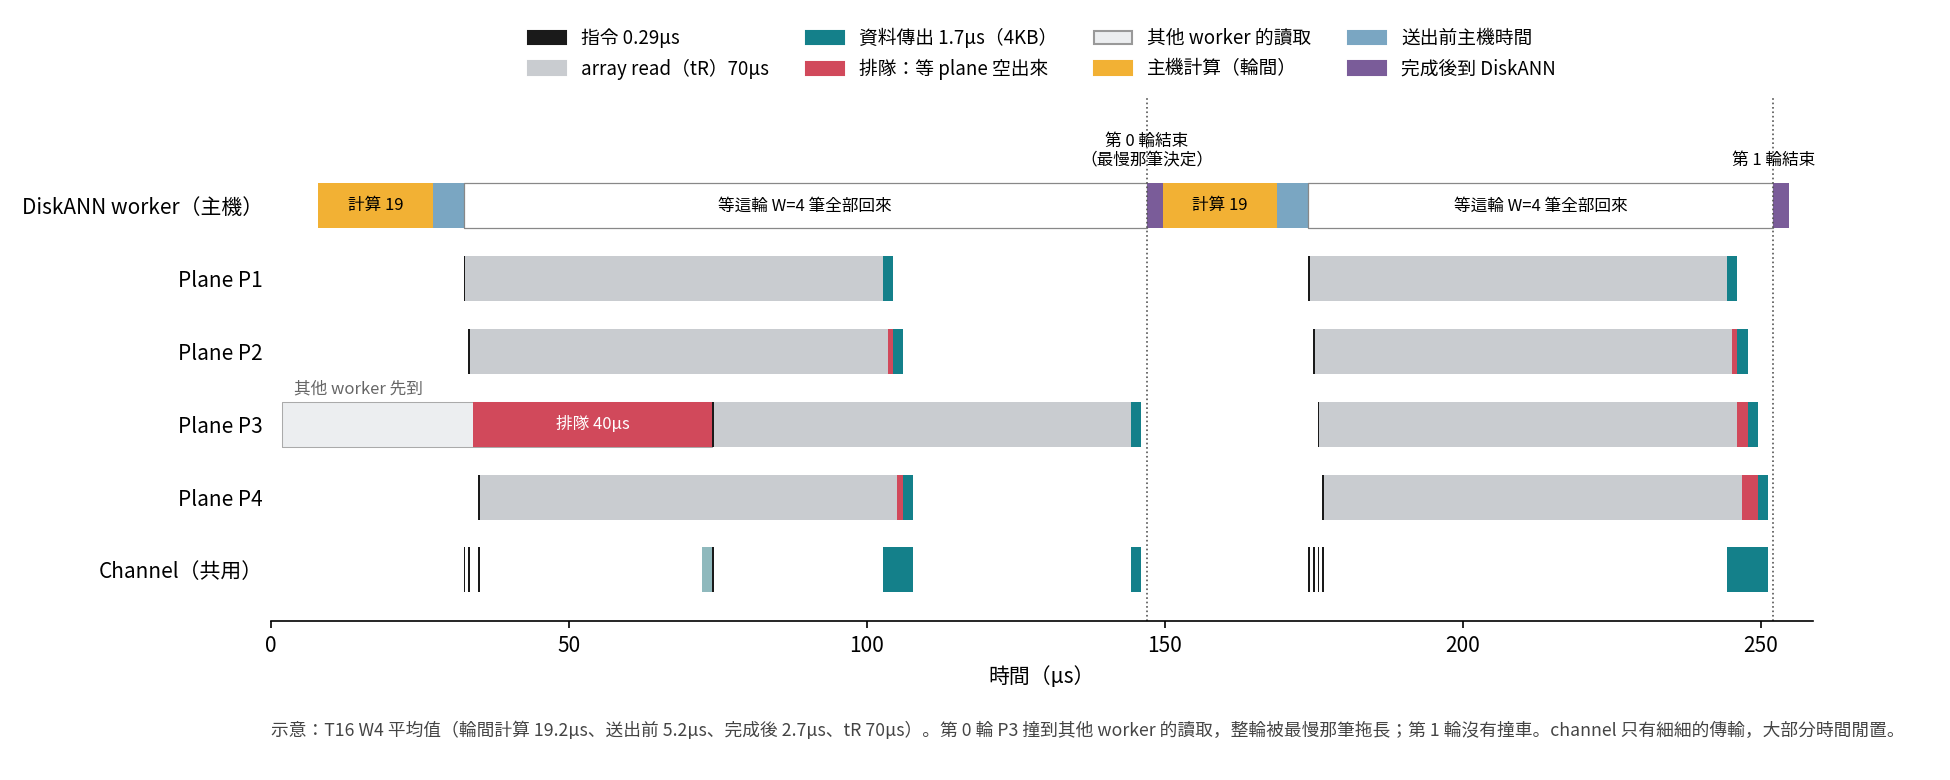 指令 0.29μs
資料傳出 1.7μs（4KB）
其他 worker 的讀取
送出前主機時間
array read（tR）70μs
排隊：等 plane 空出來
主機計算（輪間）
完成後到 DiskANN
第 0 輪結束
（最慢那筆決定）
第 1 輪結束
DiskANN worker（主機）
計算 19
等這輪 W=4 筆全部回來
計算 19
等這輪 W=4 筆全部回來
Plane P1
Plane P2
其他 worker 先到
Plane P3
排隊 40μs
Plane P4
Channel（共用）
0
50
100
150
200
250
時間（μs）
示意：T16 W4 平均值（輪間計算 19.2μs、送出前 5.2μs、完成後 2.7μs、tR 70μs）。第 0 輪 P3 撞到其他 worker 的讀取，整輪被最慢那筆拖長；第 1 輪沒有撞車。channel 只有細細的傳輸，大部分時間閒置。